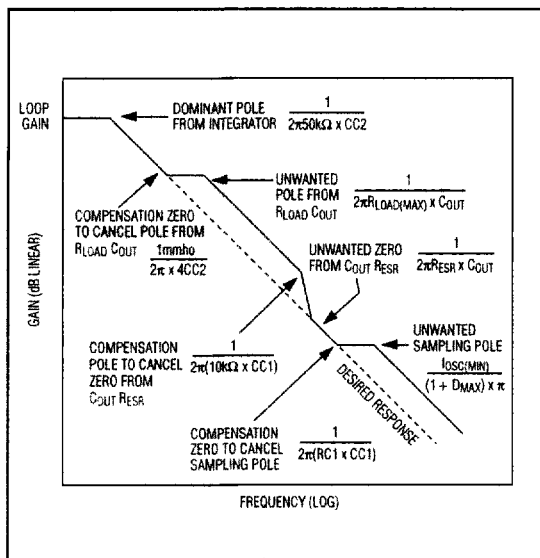 LOOP
GAIN
DOMINANT POLE
FROM INTEGRATOR
1
2π50kΩ x CC2
UNWANTED
POLE FROM
RLOAD COUT
1
2πRLOAD(MAX) x COUT
COMPENSATION ZERO
TO CANCEL POLE FROM
RLOAD COUT
1mmho
2π x 4CC2
UNWANTED ZERO
FROM COUT RESR
1
2πRESR x COUT
GAIN (dB LINEAR)
COMPENSATION
POLE TO CANCEL
ZERO FROM
COUT RESR
1
2π(10kΩ x CC1)
UNWANTED
SAMPLING POLE
fOSC(MIN)
(1 + DMAX) x π
DESIRED RESPONSE
COMPENSATION
ZERO TO CANCEL
SAMPLING POLE
1
2π(RC1 x CC1)
FREQUENCY (LOG)